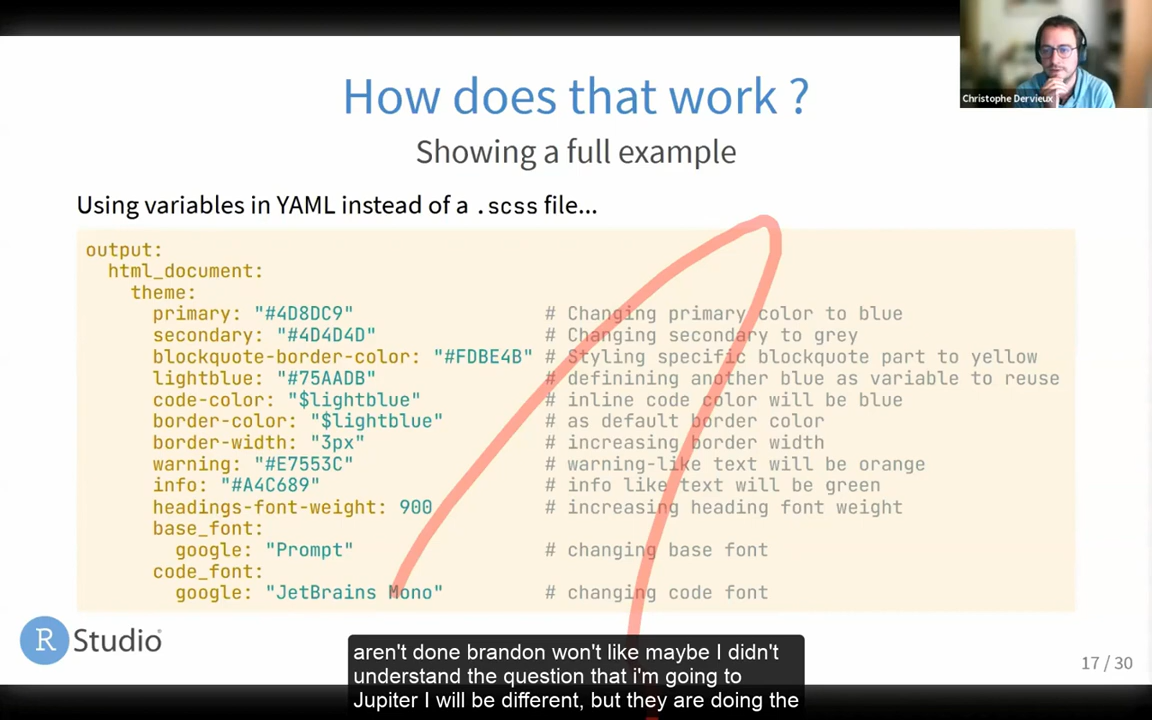 Christophe Dervieux
How does that work ?
Showing a full example
Using variables in YAML instead of a .scss file...
output:
html_document:
theme:
primary: "#4D8DC9" # Changing primary color to blue
secondary: "#4D4D4D" # Changing secondary to grey
blockquote-border-color: "#FDBE4B" # Styling specific blockquote part to yellow
lightblue: "#75AADB" # definining another blue as variable to reuse
code-color: "$lightblue" # inline code color will be blue
border-color: "$lightblue" # as default border color
border-width: "3px" # increasing border width
warning: "#E7553C" # warning-like text will be orange
info: "#A4C689" # info like text will be green
headings-font-weight: 900 # increasing heading font weight
base_font:
google: "Prompt" # changing base font
code_font:
google: "JetBrains Mono" # changing code font
R Studio
aren't done brandon won't like maybe I didn't
understand the question that i'm going to
Jupiter I will be different, but they are doing the
17 / 30